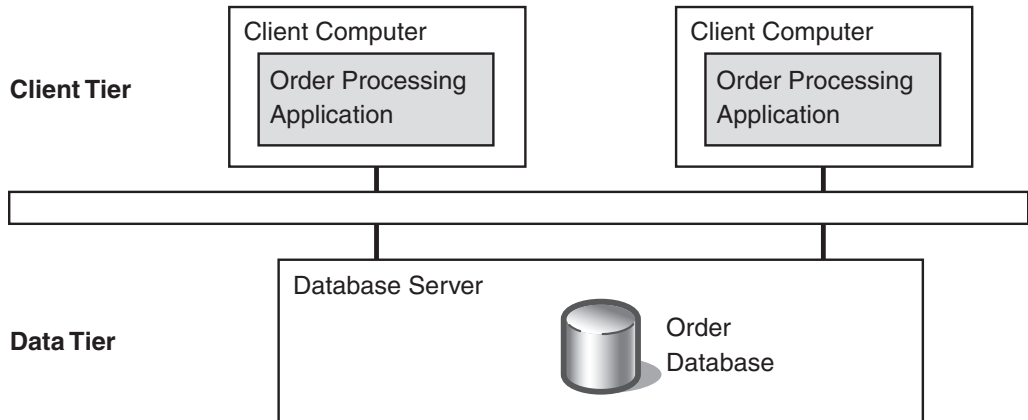 Client Computer
Order Processing
Application
Client Computer
Order Processing
Application
Client Tier
Database Server
Order
Database
Data Tier